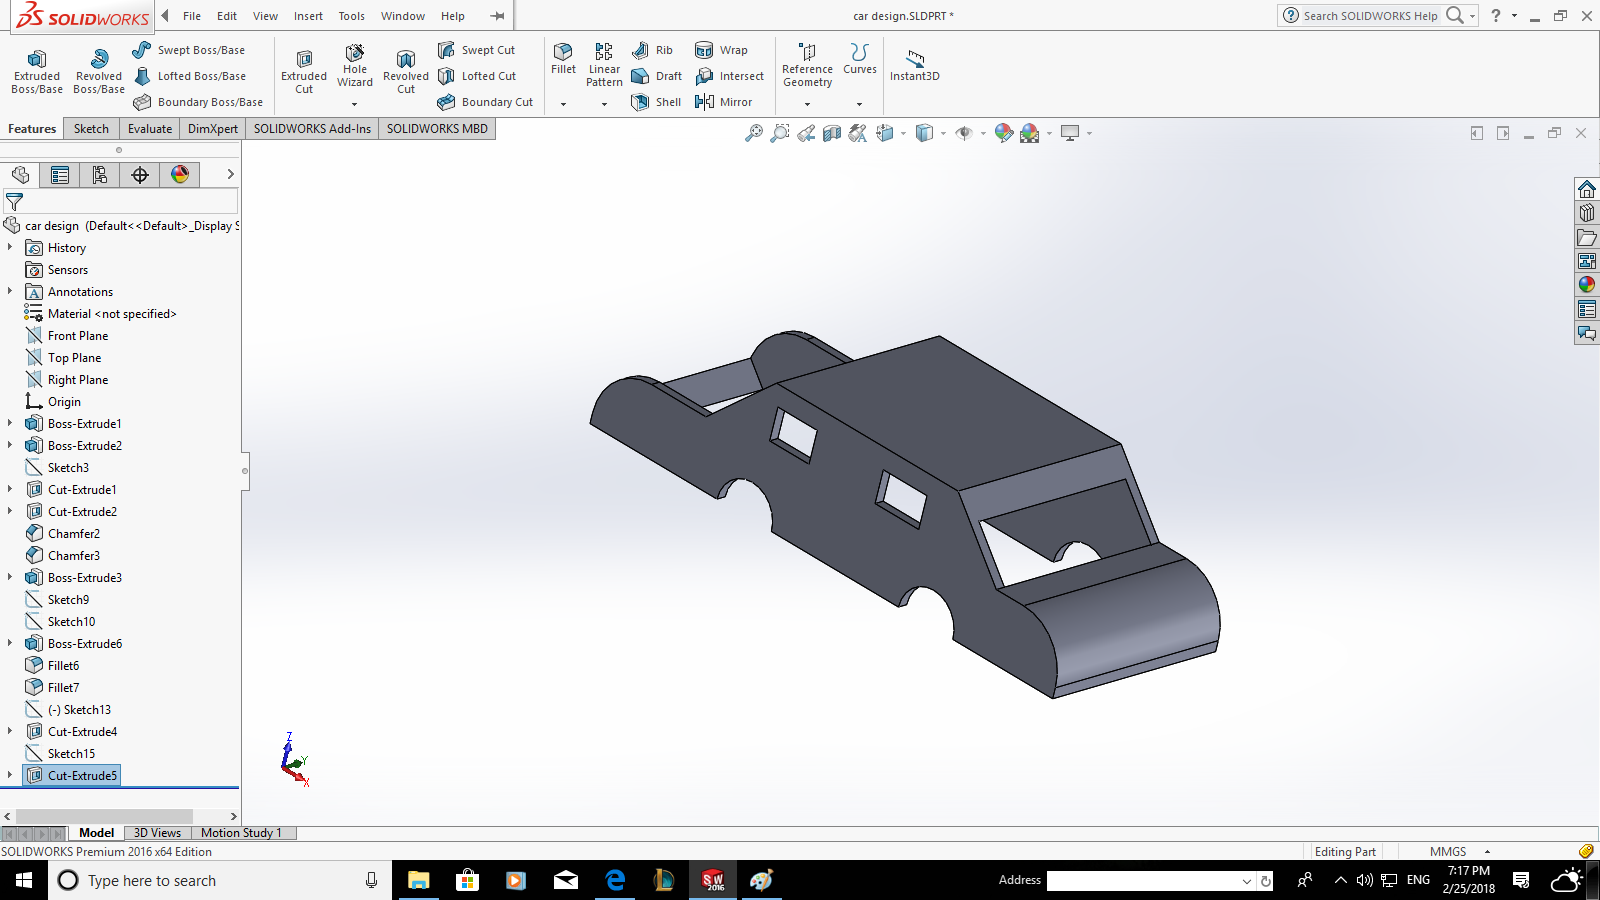 SOLIDWORKS
File Edit View Insert Tools Window Help
car design.SLDPRT *
Search SOLIDWORKS Help
?
Extruded Boss/Base
Revolved Boss/Base
Swept Boss/Base
Lofted Boss/Base
Boundary Boss/Base
Extruded Cut
Hole Wizard
Revolved Cut
Swept Cut
Lofted Cut
Boundary Cut
Fillet
Linear Pattern
Rib
Draft
Shell
Wrap
Intersect
Mirror
Reference Geometry
Curves
Instant3D
Features Sketch Evaluate DimXpert SOLIDWORKS Add-Ins SOLIDWORKS MBD
car design (Default<<Default>_Display S
History
Sensors
Annotations
Material <not specified>
Front Plane
Top Plane
Right Plane
Origin
Boss-Extrude1
Boss-Extrude2
Sketch3
Cut-Extrude1
Cut-Extrude2
Chamfer2
Chamfer3
Boss-Extrude3
Sketch9
Sketch10
Boss-Extrude6
Fillet6
Fillet7
(-) Sketch13
Cut-Extrude4
Sketch15
Cut-Extrude5
Z
Y
X
Model 3D Views Motion Study 1
SOLIDWORKS Premium 2016 x64 Edition
Editing Part
MMGS
Type here to search
SW
2016
Address
ENG
7:17 PM
2/25/2018